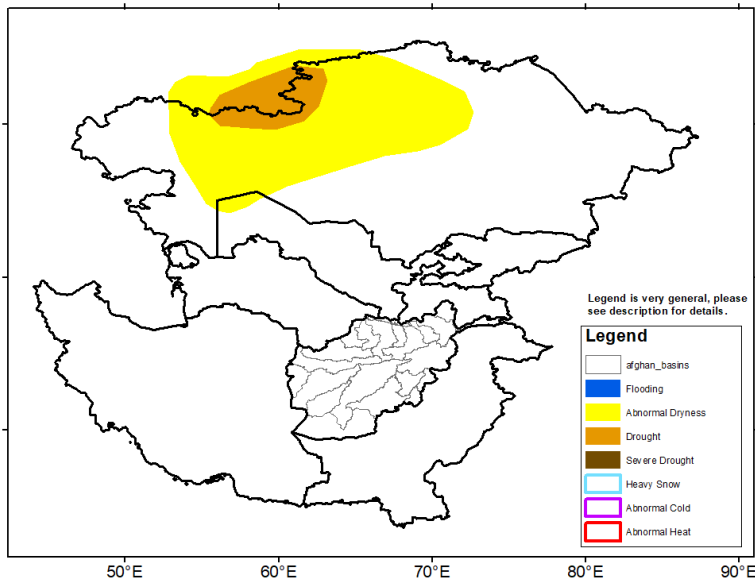 Legend is very general, please
see description for details.
Legend
afghan_basins
Flooding
Abnormal Dryness
Drought
Severe Drought
Heavy Snow
Abnormal Cold
Abnormal Heat
50°E 60°E 70°E 80°E 90°E